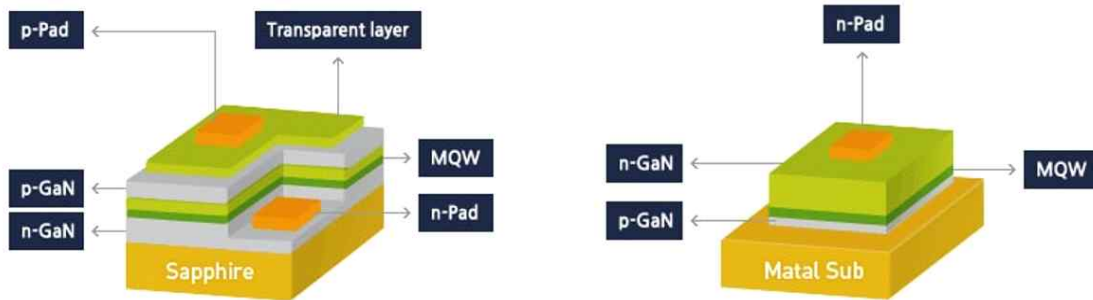 p-Pad
Transparent layer
MQW
p-GaN
n-GaN
n-Pad
Sapphire
n-Pad
n-GaN
MQW
p-GaN
Matal Sub